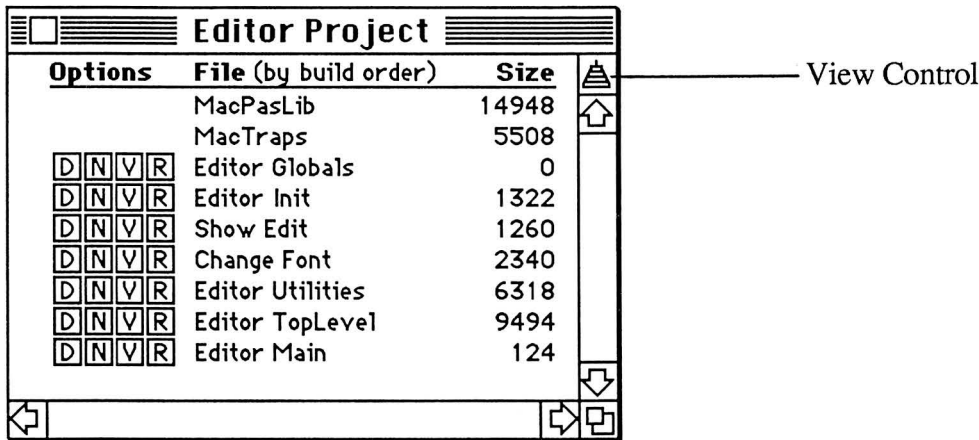 Editor Project
Options File (by build order) Size
View Control
MacPasLib 14948
MacTraps 5508
D N V R Editor Globals 0
D N V R Editor Init 1322
D N V R Show Edit 1260
D N V R Change Font 2340
D N V R Editor Utilities 6318
D N V R Editor TopLevel 9494
D N V R Editor Main 124